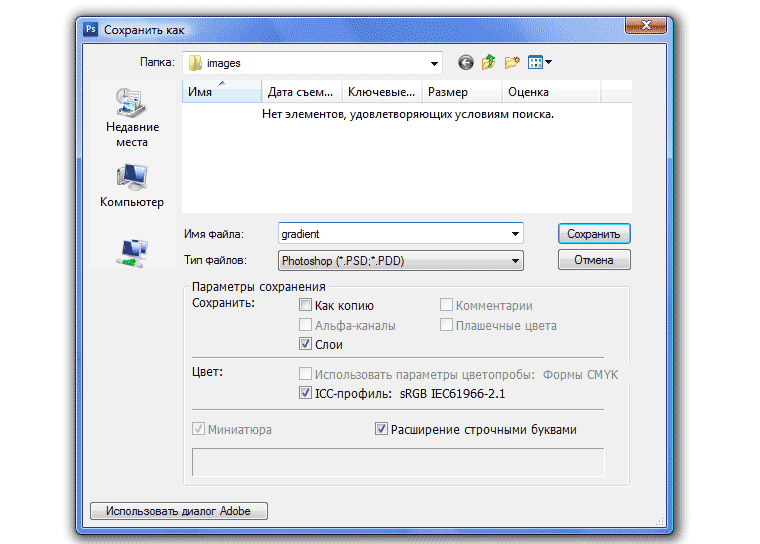 Ps Сохранить как
Папка: images
Имя Дата съем... Ключевые... Размер Оценка
Нет элементов, удовлетворяющих условиям поиска.
Недавние
места
Компьютер
Имя файла: gradient Сохранить
Тип файлов: Photoshop (*.PSD;*.PDD) Отмена
Параметры сохранения
Сохранить: Как копию Комментарии
Альфа-каналы Плашечные цвета
Слои
Цвет: Использовать параметры цветопробы: Формы CMYK
ICC-профиль: sRGB IEC61966-2.1
Миниатюра Расширение строчными буквами
Использовать диалог Adobe